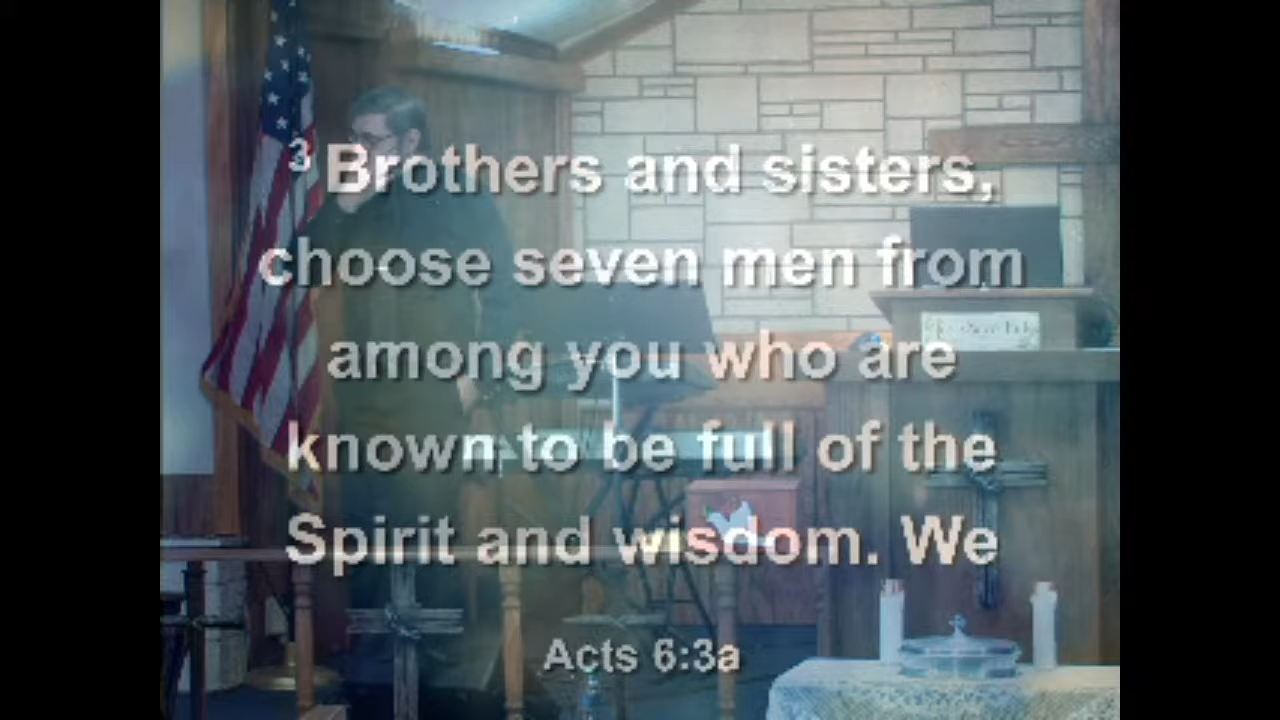 3 Brothers and sisters,
choose seven men from
among you who are
known to be full of the
Spirit and wisdom. We
Acts 6:3a